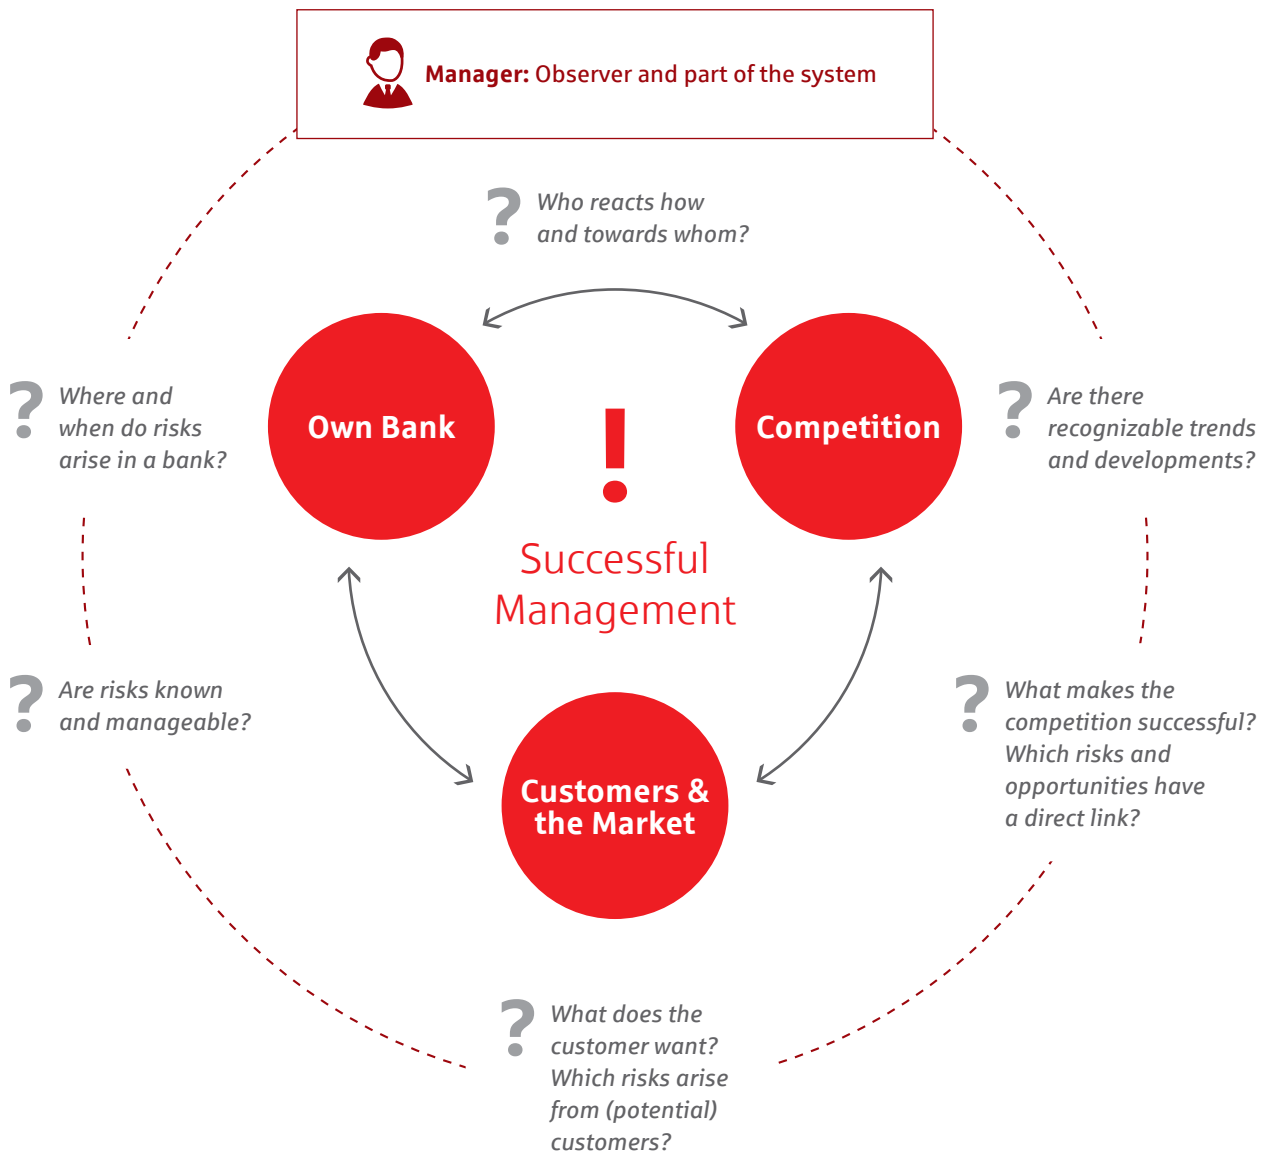 Manager: Observer and part of the system
?
Who reacts how
and towards whom?
?
Where and
when do risks
arise in a bank?
Own Bank
!
Competition
?
Are there
recognizable trends
and developments?
Successful
Management
?
Are risks known
and manageable?
?
What makes the
competition successful?
Which risks and
opportunities have
a direct link?
Customers &
the Market
?
What does the
customer want?
Which risks arise
from (potential)
customers?